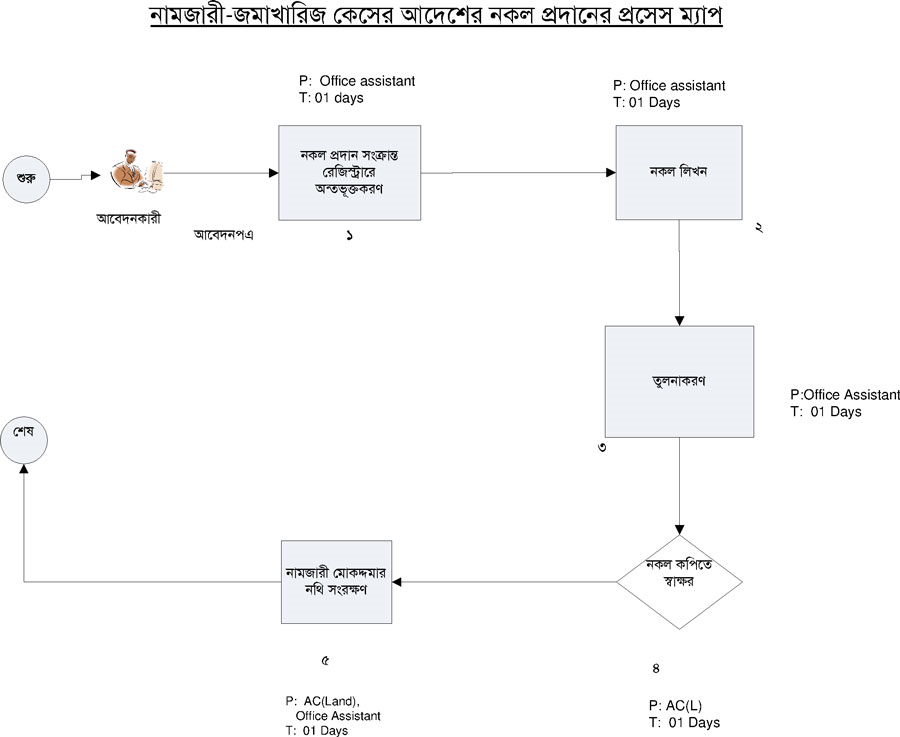 নামজারী-জমাখারিজ কেসের আদেশের নকল প্রদানের প্রসেস ম্যাপ
P:  Office assistant
T: 01 days
P: Office assistant
T: 01 Days
শুরু
আবেদনকারী
আবেদনপএ
নকল প্রদান সংক্রান্ত
রেজিস্ট্রারে
অন্তভূক্তকরণ
১
নকল লিখন
২
তুলনাকরণ
P:Office Assistant
T:  01 Days
৩
শেষ
নকল কপিতে
স্বাক্ষর
৪
P: AC(L)
T:  01 Days
নামজারী মোকদ্দমার
নথি সংরক্ষণ
৫
P:  AC(Land),
Office Assistant
T:  01 Days